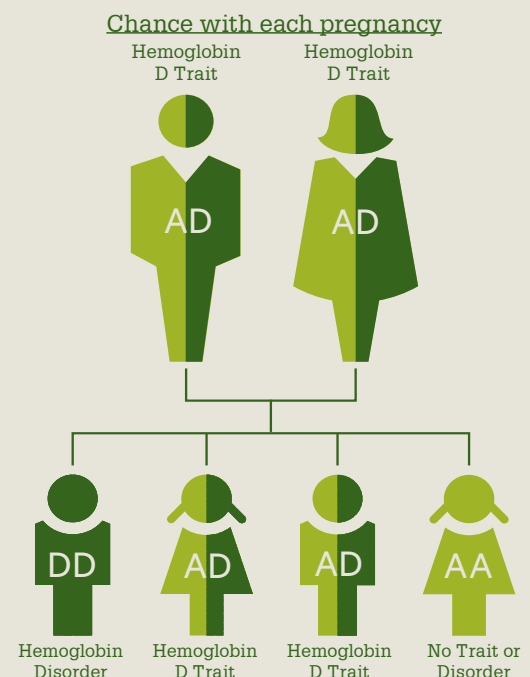 Chance with each pregnancy
Hemoglobin
D Trait
Hemoglobin
D Trait
AD
AD
DD
AD
AD
AA
Hemoglobin
Disorder
Hemoglobin
D Trait
Hemoglobin
D Trait
No Trait or
Disorder